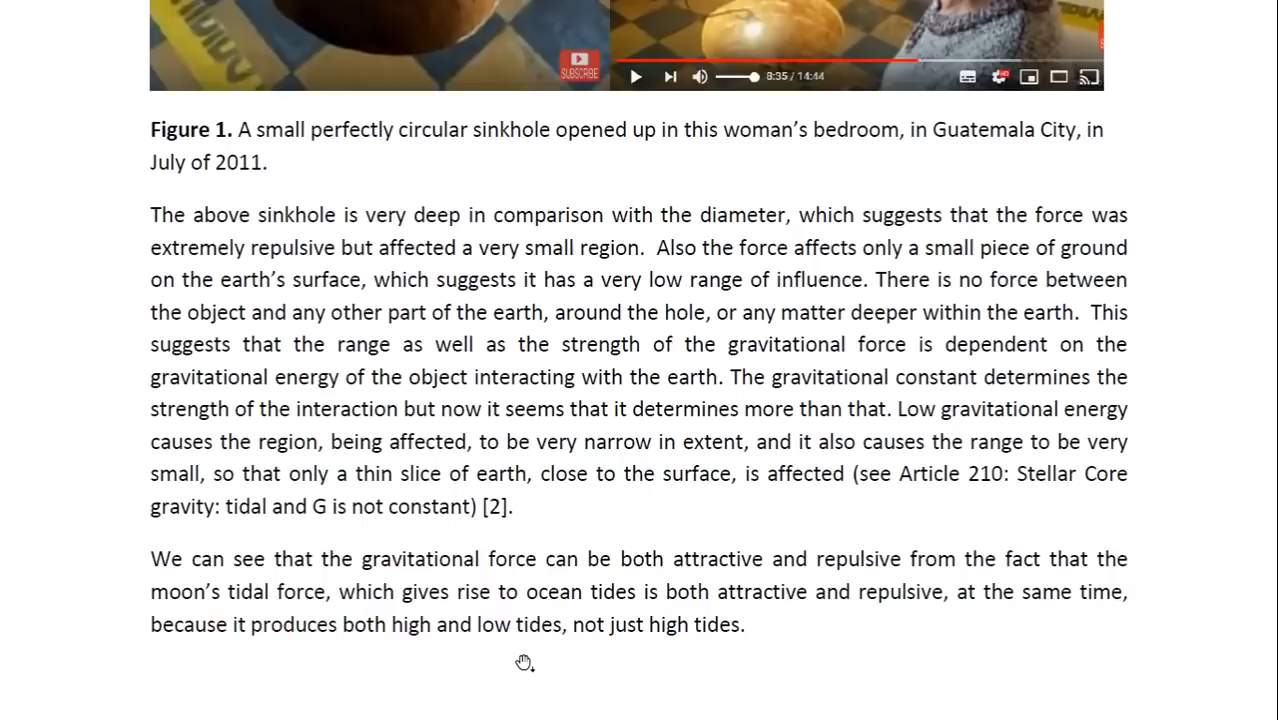 SUBSCRIBE
8:35 / 14:44
Figure 1. A small perfectly circular sinkhole opened up in this woman's bedroom, in Guatemala City, in
July of 2011.
The above sinkhole is very deep in comparison with the diameter, which suggests that the force was
extremely repulsive but affected a very small region.  Also the force affects only a small piece of ground
on the earth's surface, which suggests it has a very low range of influence. There is no force between
the object and any other part of the earth, around the hole, or any matter deeper within the earth.  This
suggests that the range as well as the strength of the gravitational force is dependent on the
gravitational energy of the object interacting with the earth. The gravitational constant determines the
strength of the interaction but now it seems that it determines more than that. Low gravitational energy
causes the region, being affected, to be very narrow in extent, and it also causes the range to be very
small, so that only a thin slice of earth, close to the surface, is affected (see Article 210: Stellar Core
gravity: tidal and G is not constant) [2].
We can see that the gravitational force can be both attractive and repulsive from the fact that the
moon's tidal force, which gives rise to ocean tides is both attractive and repulsive, at the same time,
because it produces both high and low tides, not just high tides.